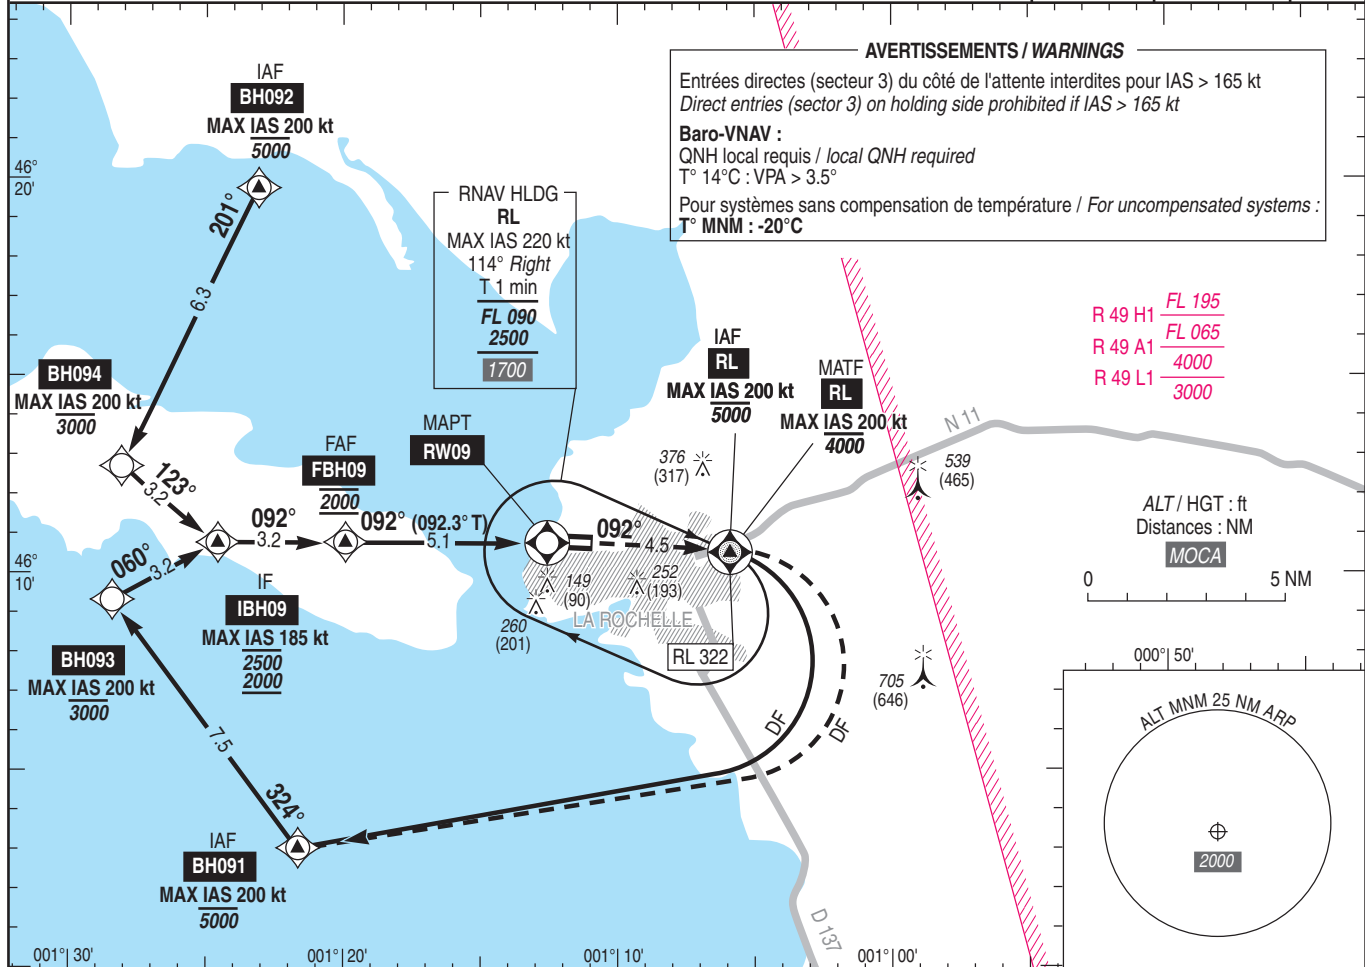 AVERTISSEMENTS / WARNINGS
Entrées directes (secteur 3) du côté de l'attente interdites pour IAS > 165 kt
Direct entries (sector 3) on holding side prohibited if IAS > 165 kt
Baro-VNAV :
QNH local requis / local QNH required
T° 14°C : VPA > 3.5°
Pour systèmes sans compensation de température / For uncompensated systems :
T° MNM : -20°C
IAF
BH092
MAX IAS 200 kt
5000
46°
20'
201°
6.3
RNAV HLDG
RL
MAX IAS 220 kt
114° Right
T 1 min
FL 090
2500
1700
R 49 H1
FL 195
FL 065
R 49 A1
4000
R 49 L1
3000
IAF
RL
MAX IAS 200 kt
5000
MATF
RL
MAX IAS 200 kt
4000
BH094
MAX IAS 200 kt
3000
N 11
MAPT
RW09
FAF
FBH09
2000
376
(317)
539
(465)
123°
3.2
092°
3.2
092° (092.3° T)
5.1
092°
4.5
ALT / HGT : ft
Distances : NM
MOCA
0
5 NM
46°
10'
060°
3.2
149
(90)
252
(193)
260
(201)
LA ROCHELLE
IF
IBH09
MAX IAS 185 kt
2500
2000
RL 322
BH093
MAX IAS 200 kt
3000
705
(646)
000° 50'
7.5
DF
DF
ALT MNM 25 NM ARP
2000
324°
IAF
BH091
MAX IAS 200 kt
5000
D 137
001° 30'
001° 20'
001° 10'
001° 00'